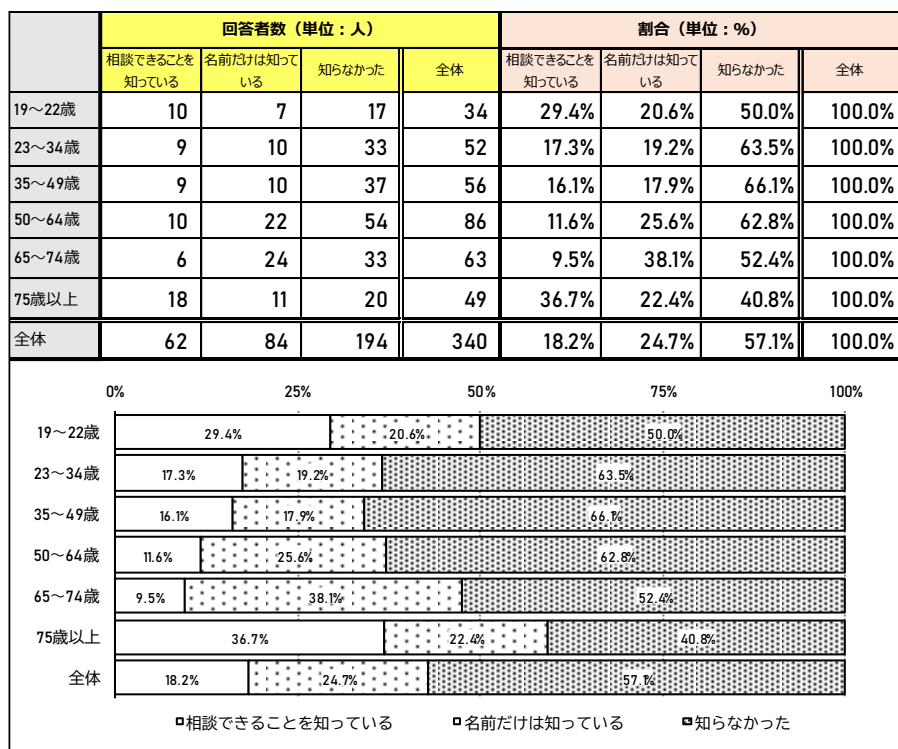 回答者数（単位：人） 割合（単位：%）
相談できることを知っている 名前だけは知っている 知らなかった 全体 相談できることを知っている 名前だけは知っている 知らなかった 全体
19～22歳 10 7 17 34 29.4% 20.6% 50.0% 100.0%
23～34歳 9 10 33 52 17.3% 19.2% 63.5% 100.0%
35～49歳 9 10 37 56 16.1% 17.9% 66.1% 100.0%
50～64歳 10 22 54 86 11.6% 25.6% 62.8% 100.0%
65～74歳 6 24 33 63 9.5% 38.1% 52.4% 100.0%
75歳以上 18 11 20 49 36.7% 22.4% 40.8% 100.0%
全体 62 84 194 340 18.2% 24.7% 57.1% 100.0%
0% 25% 50% 75% 100%
19～22歳 29.4% 20.6% 50.0%
23～34歳 17.3% 19.2% 63.5%
35～49歳 16.1% 17.9% 66.1%
50～64歳 11.6% 25.6% 62.8%
65～74歳 9.5% 38.1% 52.4%
75歳以上 36.7% 22.4% 40.8%
全体 18.2% 24.7% 57.1%
相談できることを知っている 名前だけは知っている 知らなかった